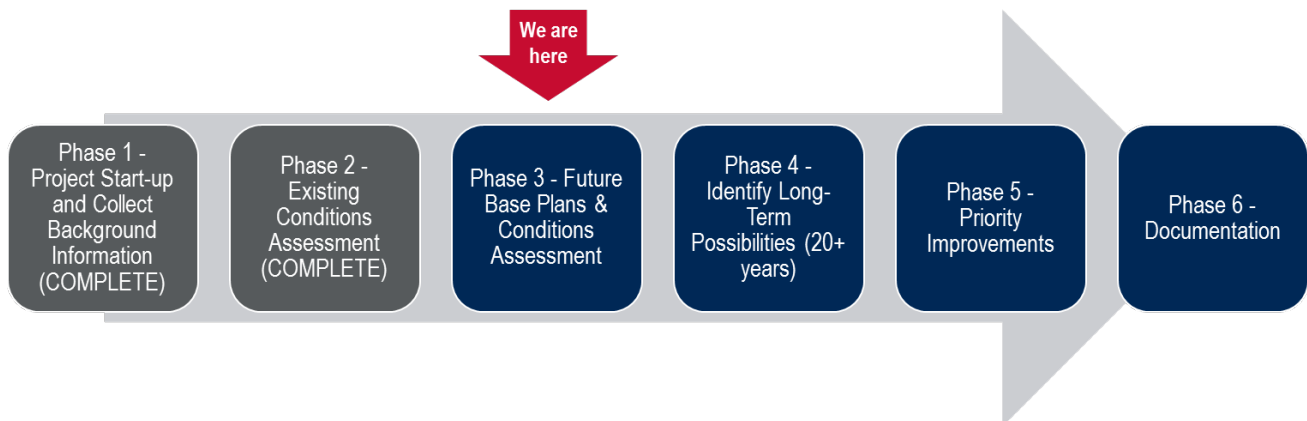 We are
here
Phase 1 -
Project Start-up
and Collect
Background
Information
(COMPLETE)
Phase 2 -
Existing
Conditions
Assessment
(COMPLETE)
Phase 3 - Future
Base Plans &
Conditions
Assessment
Phase 4 -
Identify Long-
Term
Possibilities (20+
years)
Phase 5 -
Priority
Improvements
Phase 6 -
Documentation